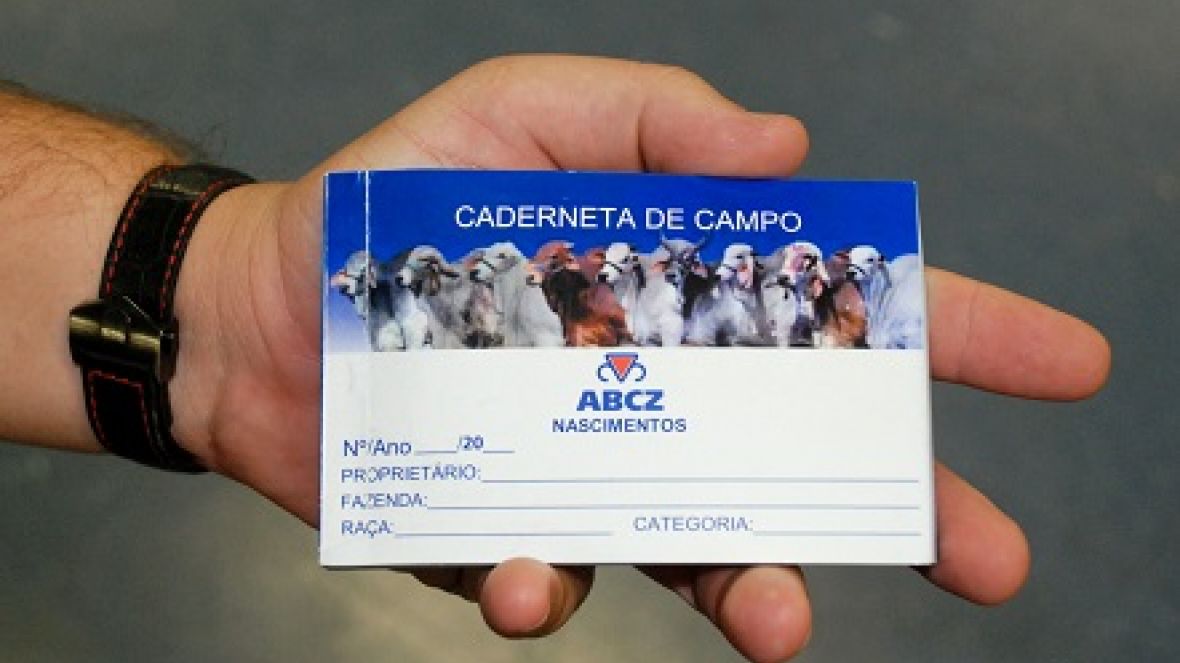 CADERNETA DE CAMPO
ABCZ
NASCIMENTOS
Nº/Ano ____/20___
PROPRIETÁRIO:
FAZENDA:
RAÇA: CATEGORIA: